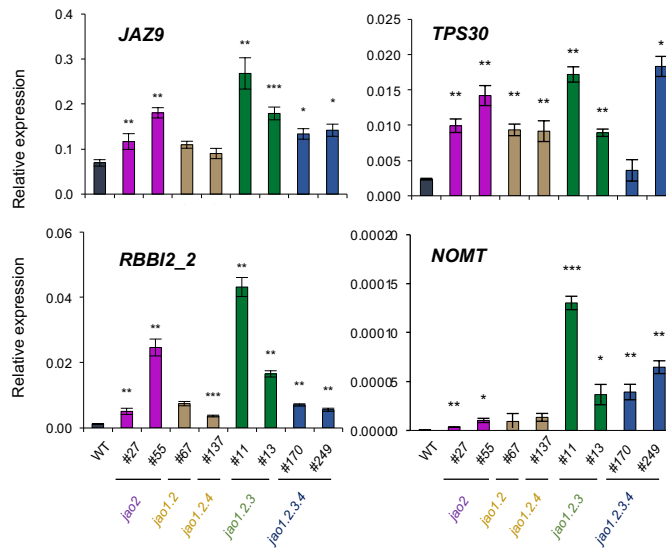 JAZ9
Relative expression
0.4
0.3
0.2
0.1
0.0
** ** ** *** * *
TPS30
0.025
0.020
0.015
0.010
0.005
0.000
** ** ** ** ** ** *
RBBI2_2
Relative expression
0.06
0.04
0.02
0.00
** ** *** ** ** ** **
NOMT
0.00020
0.00015
0.00010
0.00005
0.00000
** * *** * ** **
WT #27 #55 #67 #137 #11 #13 #170 #249
jao2 jao1.2 jao1.2.4 jao1.2.3 jao1.2.3.4
WT #27 #55 #67 #137 #11 #13 #170 #249
jao2 jao1.2 jao1.2.4 jao1.2.3 jao1.2.3.4